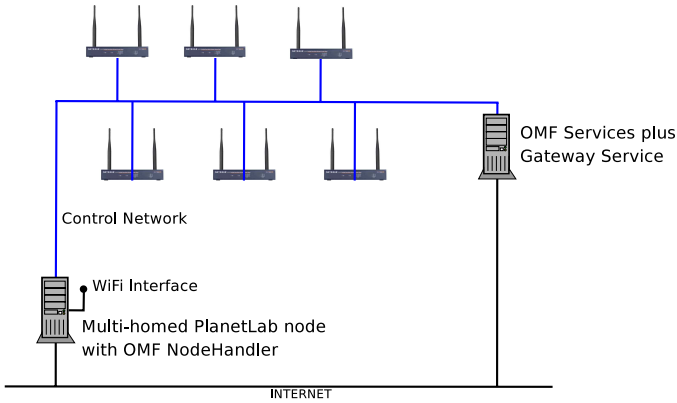 OMF Services plus
Gateway Service
Control Network
WiFi Interface
Multi-homed PlanetLab node
with OMF NodeHandler
INTERNET